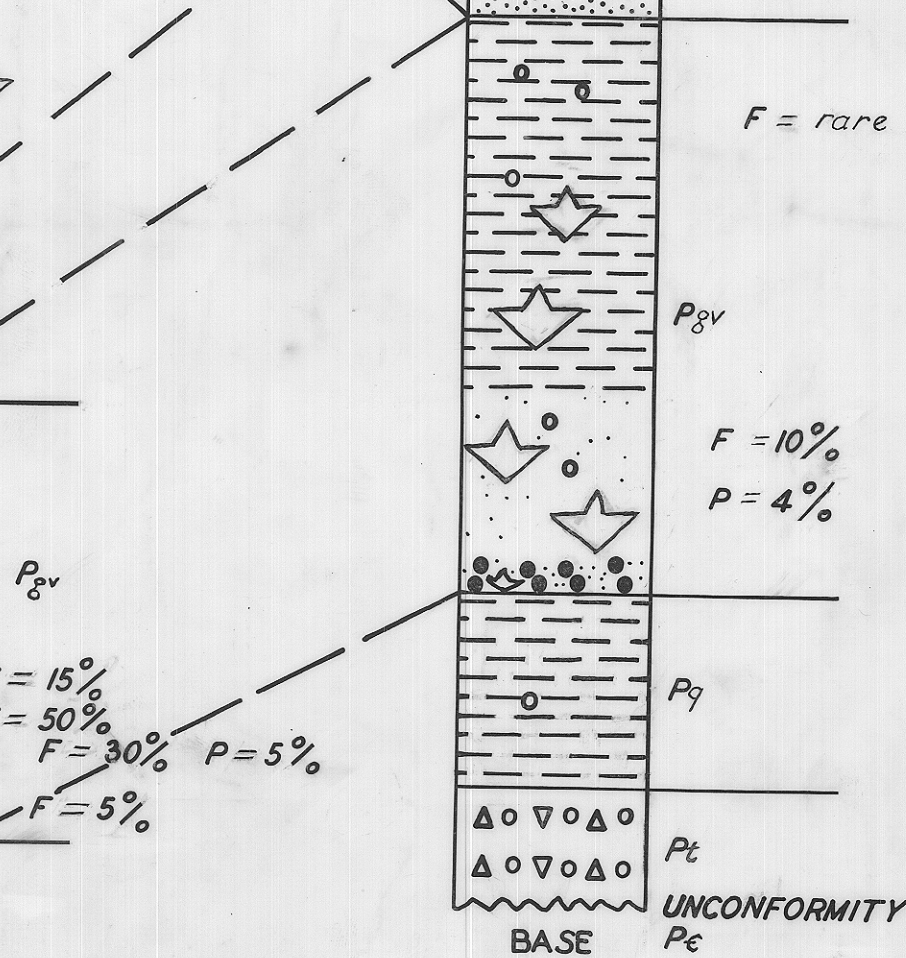 F = rare
Pgv
F = 10%
P = 4%
Pgv
= 15%
= 50%
F = 30% P = 5%
F = 5%
Pq
Pt
UNCONFORMITY
BASE P€